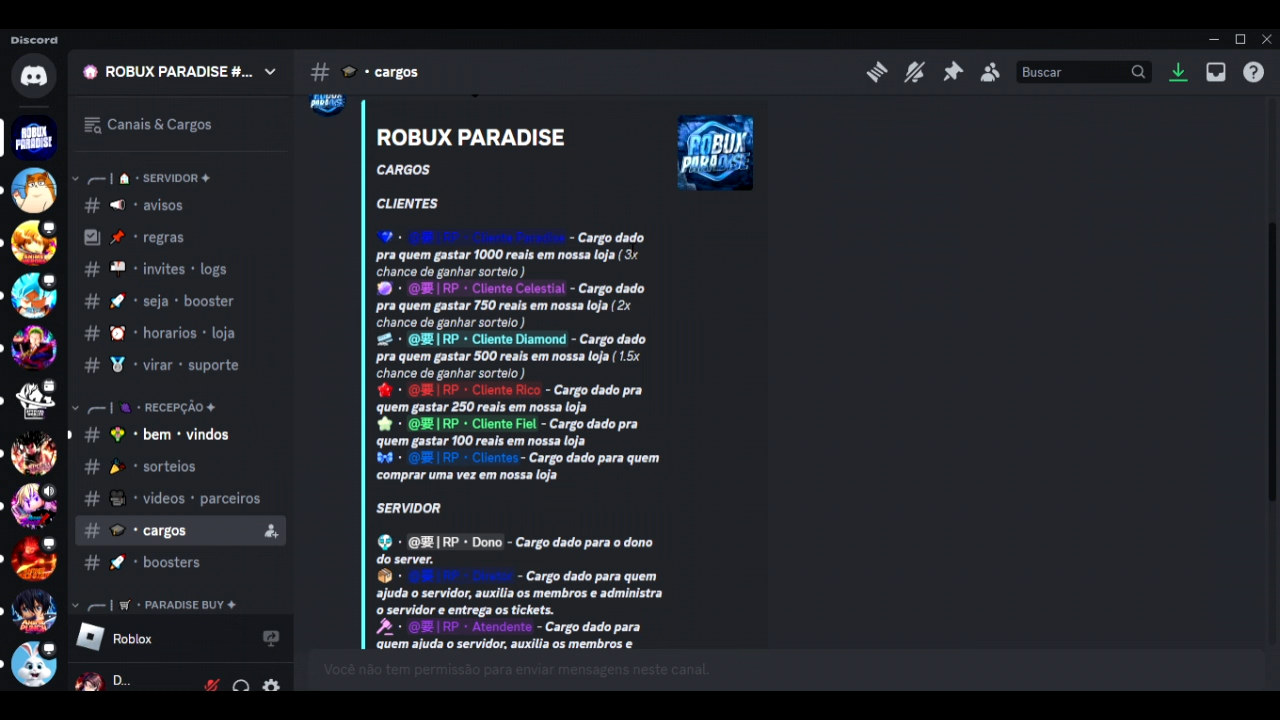 Discord
ROBUX PARADISE #...
Canais & Cargos
SERVIDOR
avisos
regras
invites • logs
seja • booster
horarios • loja
virar • suporte
RECEPÇÃO
bem • vindos
sorteios
videos • parceiros
cargos
boosters
PARADISE BUY
Roblox
D...
# • cargos
Buscar
ROBUX PARADISE
ROBUX PARADISE
CARGOS
CLIENTES
• @要 | RP • Cliente Paradise - Cargo dado
pra quem gastar 1000 reais em nossa loja ( 3x
chance de ganhar sorteio )
• @要 | RP • Cliente Celestial - Cargo dado
pra quem gastar 750 reais em nossa loja ( 2x
chance de ganhar sorteio )
• @要 | RP • Cliente Diamond - Cargo dado
pra quem gastar 500 reais em nossa loja ( 1.5x
chance de ganhar sorteio )
• @要 | RP • Cliente Rico - Cargo dado pra
quem gastar 250 reais em nossa loja
• @要 | RP • Cliente Fiel - Cargo dado pra
quem gastar 100 reais em nossa loja
• @要 | RP • Clientes - Cargo dado para quem
comprar uma vez em nossa loja
SERVIDOR
• @要 | RP • Dono - Cargo dado para o dono
do server.
• @要 | RP • - Cargo dado para quem
ajuda o servidor, auxilia os membros e administra
o servidor e entrega os tickets.
• @要 | RP • Atendente - Cargo dado para
quem ajuda o servidor, auxilia os membros e
Você não tem permissão para enviar mensagens neste canal.